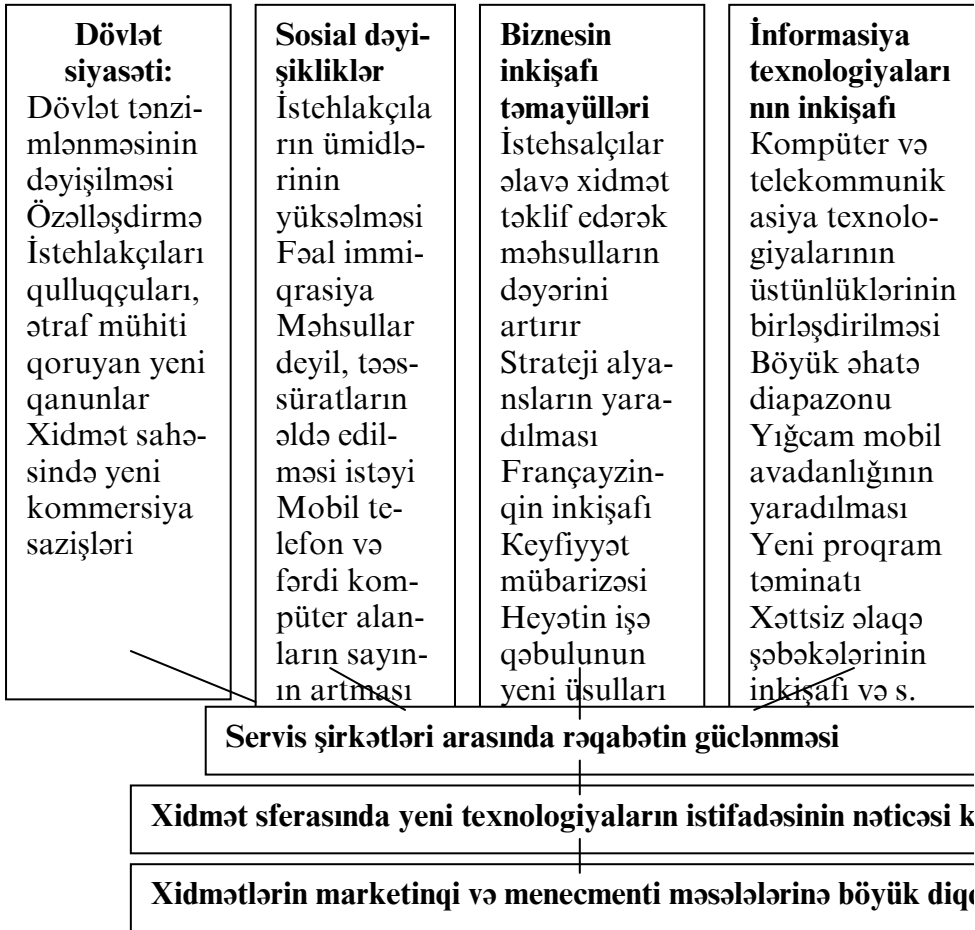 Dövlət
siyasəti:
Dövlət tənzi-
mlənməsinin
dəyişilməsi
Özəlləşdirmə
İstehlakçıları
qulluqçuları,
ətraf mühiti
qoruyan yeni
qanunlar
Xidmət sahə-
sində yeni
kommersiya
sazişləri
Sosial dəyi-
şikliklər
İstehlakçıla
rın ümidlə-
rinin
yüksəlməsi
Fəal immi-
qrasiya
Məhsullar
deyil, təəs-
süratların
əldə edil-
məsi istəyi
Mobil te-
lefon və
fərdi kom-
püter alan-
ların sayın-
ın artması
Biznesin
inkişafı
təmayülləri
İstehsalçılar
əlavə xidmət
təklif edərək
məhsulların
dəyərini
artırır
Strateji alya-
nsların yara-
dılması
Françayzin-
qin inkişafı
Keyfiyyət
mübarizəsi
Heyətin işə
qəbulunun
yeni üsulları
İnformasiya
texnologiyaları
nın inkişafı
Kompüter və
telekommunik
asiya texnolo-
giyalarının
üstünlüklərinin
birləşdirilməsi
Böyük əhatə
diapazonu
Yığcam mobil
avadanlığının
yaradılması
Yeni proqram
təminatı
Xəttsiz əlaqə
şəbəkələrinin
inkişafı və s.
Servis şirkətləri arasında rəqabətin güclənməsi
Xidmət sferasında yeni texnologiyaların istifadəsinin nəticəsi
Xidmətlərin marketinqi və menecmenti məsələlərinə böyük